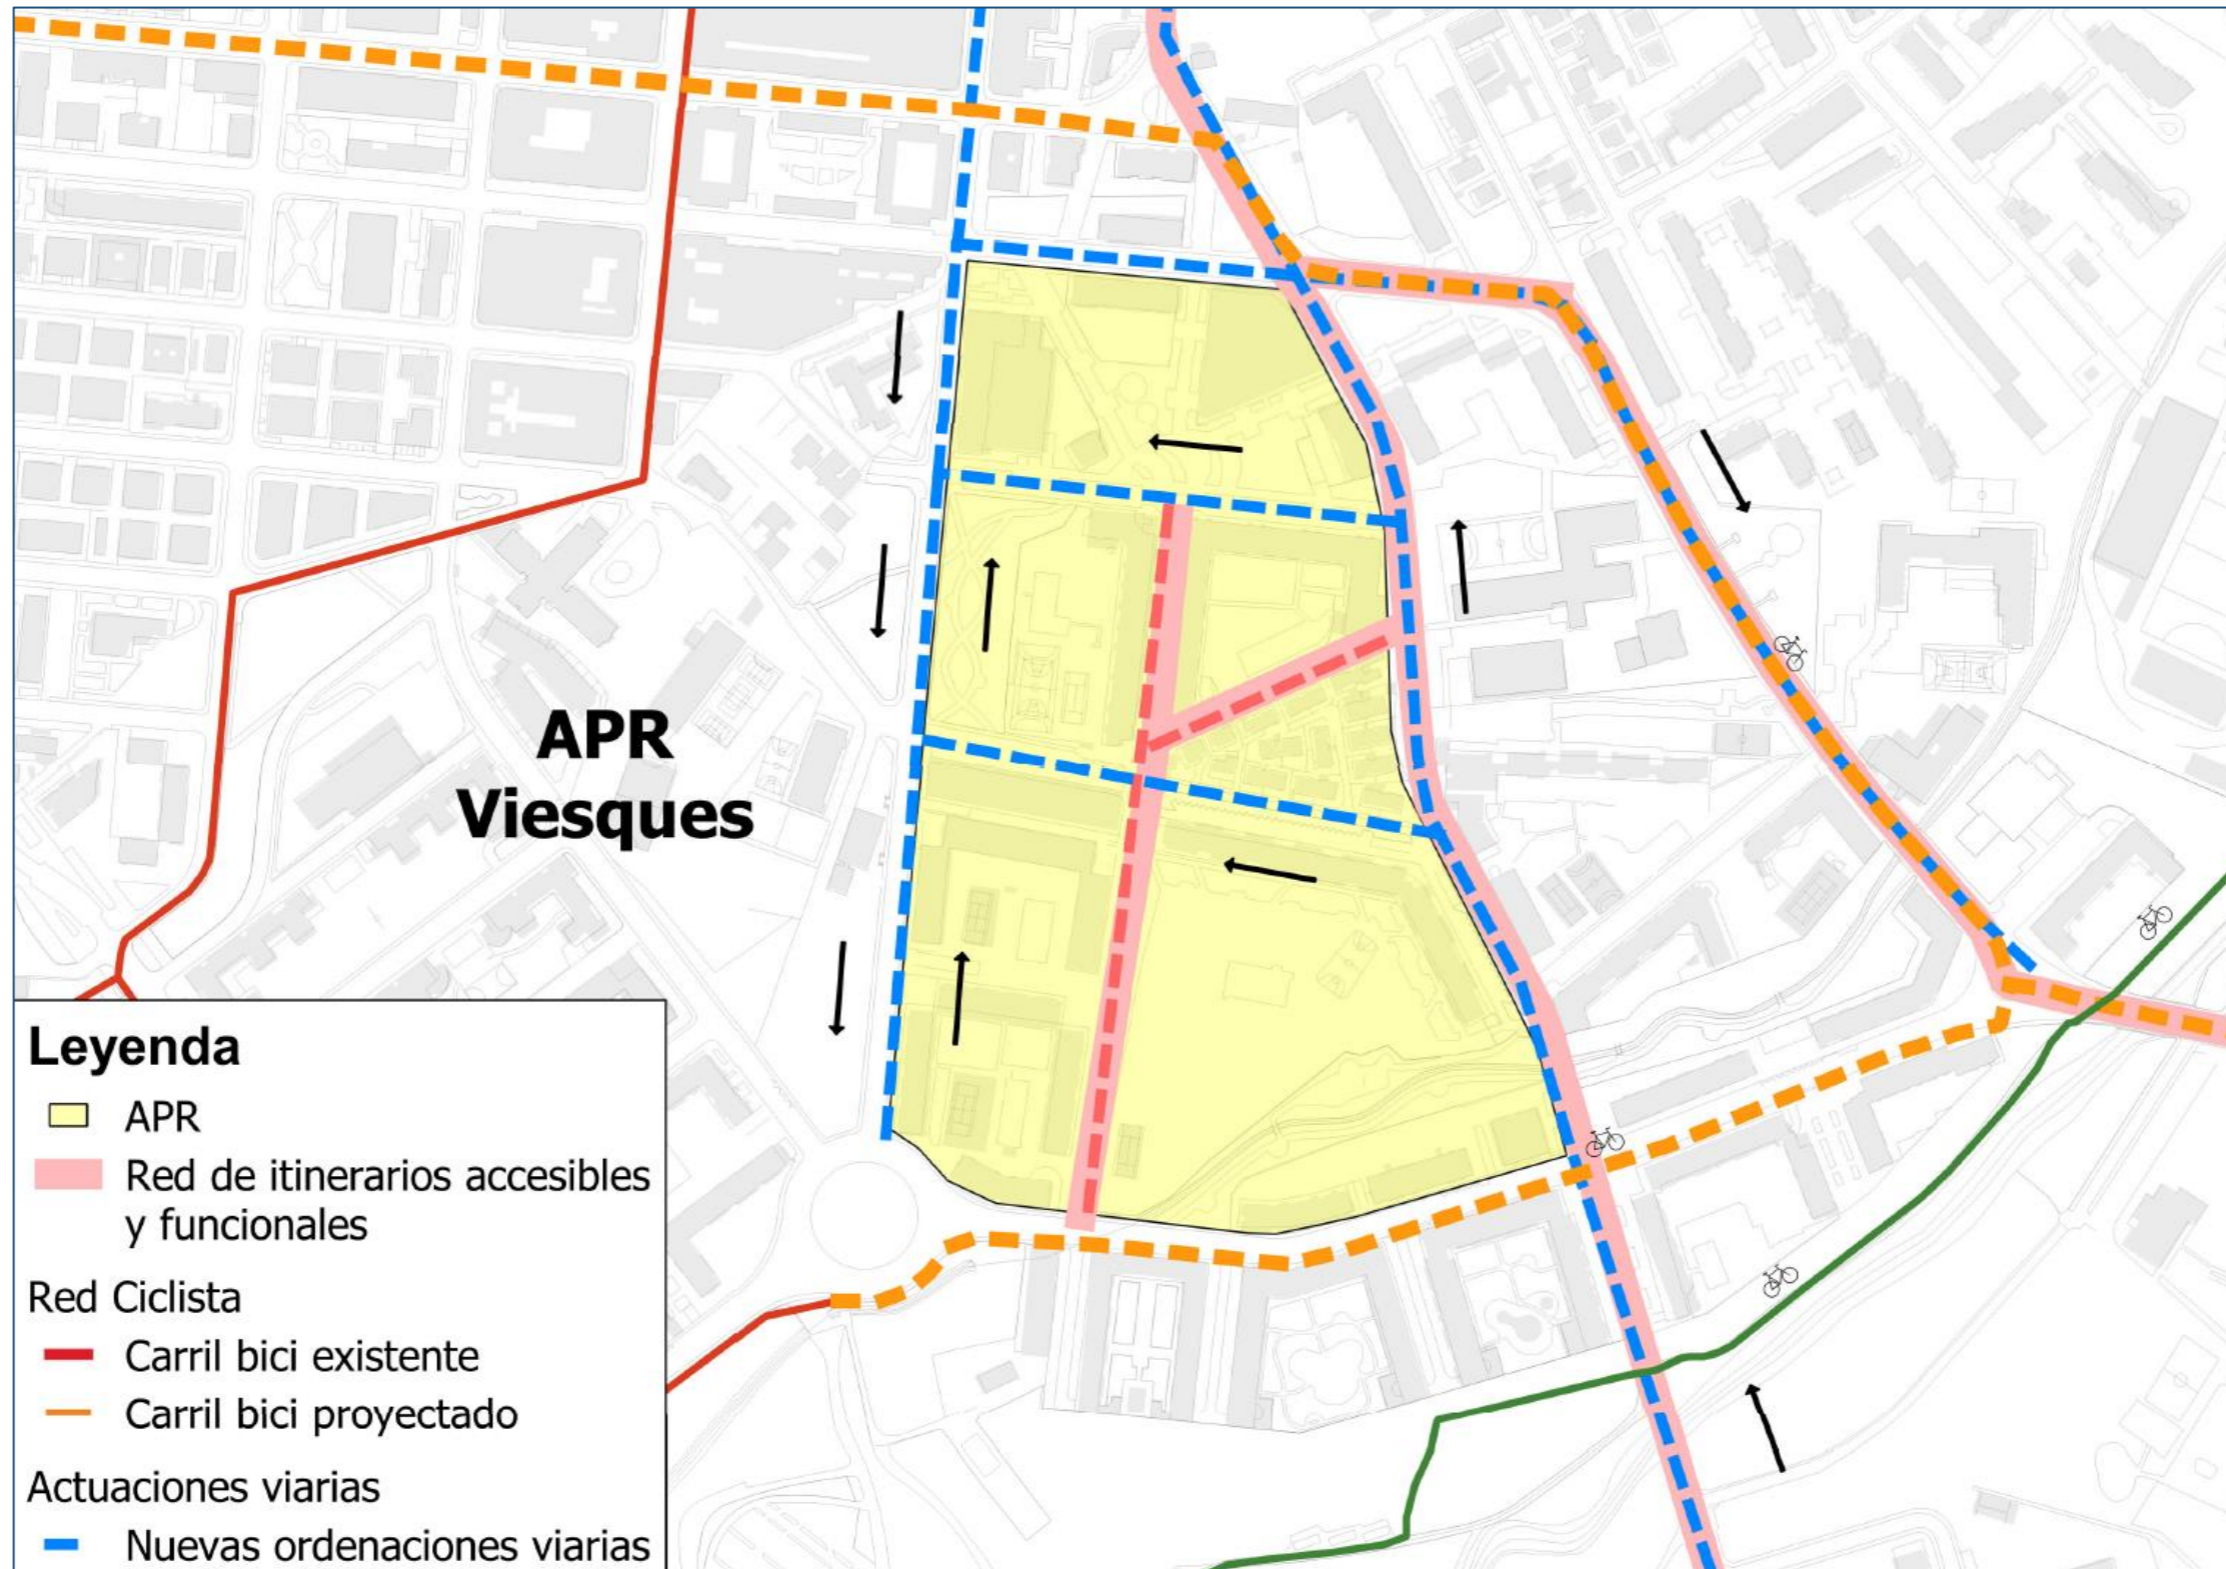 APR
Viesques
Leyenda
APR
Red de itinerarios accesibles
y funcionales
Red Ciclista
Carril bici existente
Carril bici proyectado
Actuaciones viarias
Nuevas ordenaciones viarias